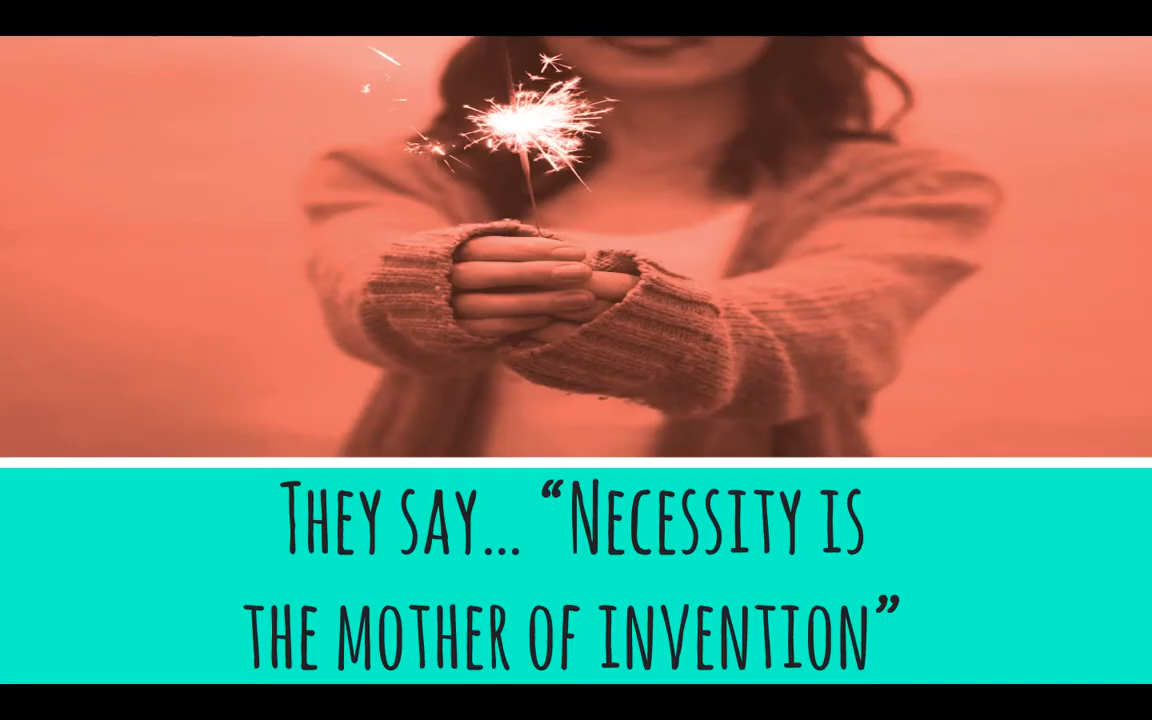 They say... “Necessity is
the mother of invention”